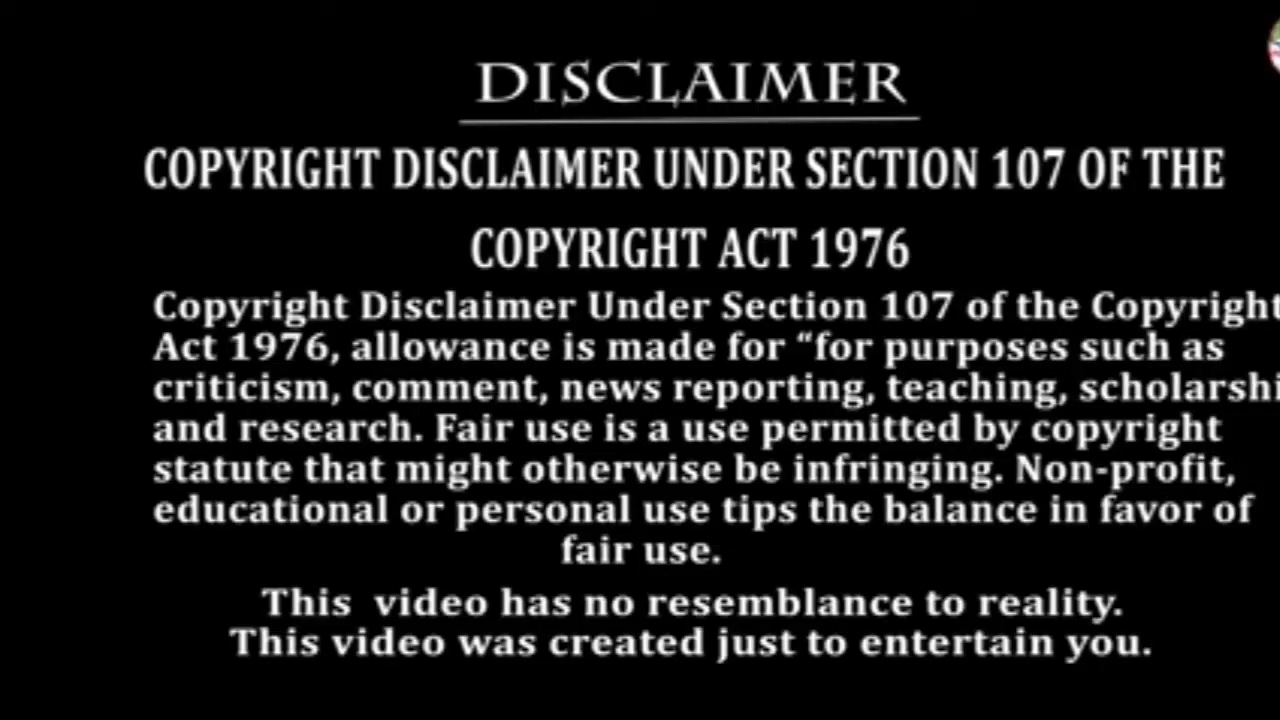 DISCLAIMER
COPYRIGHT DISCLAIMER UNDER SECTION 107 OF THE
COPYRIGHT ACT 1976
Copyright Disclaimer Under Section 107 of the Copyright
Act 1976, allowance is made for “for purposes such as
criticism, comment, news reporting, teaching, scholarshi
and research. Fair use is a use permitted by copyright
statute that might otherwise be infringing. Non-profit,
educational or personal use tips the balance in favor of
fair use.
This video has no resemblance to reality.
This video was created just to entertain you.